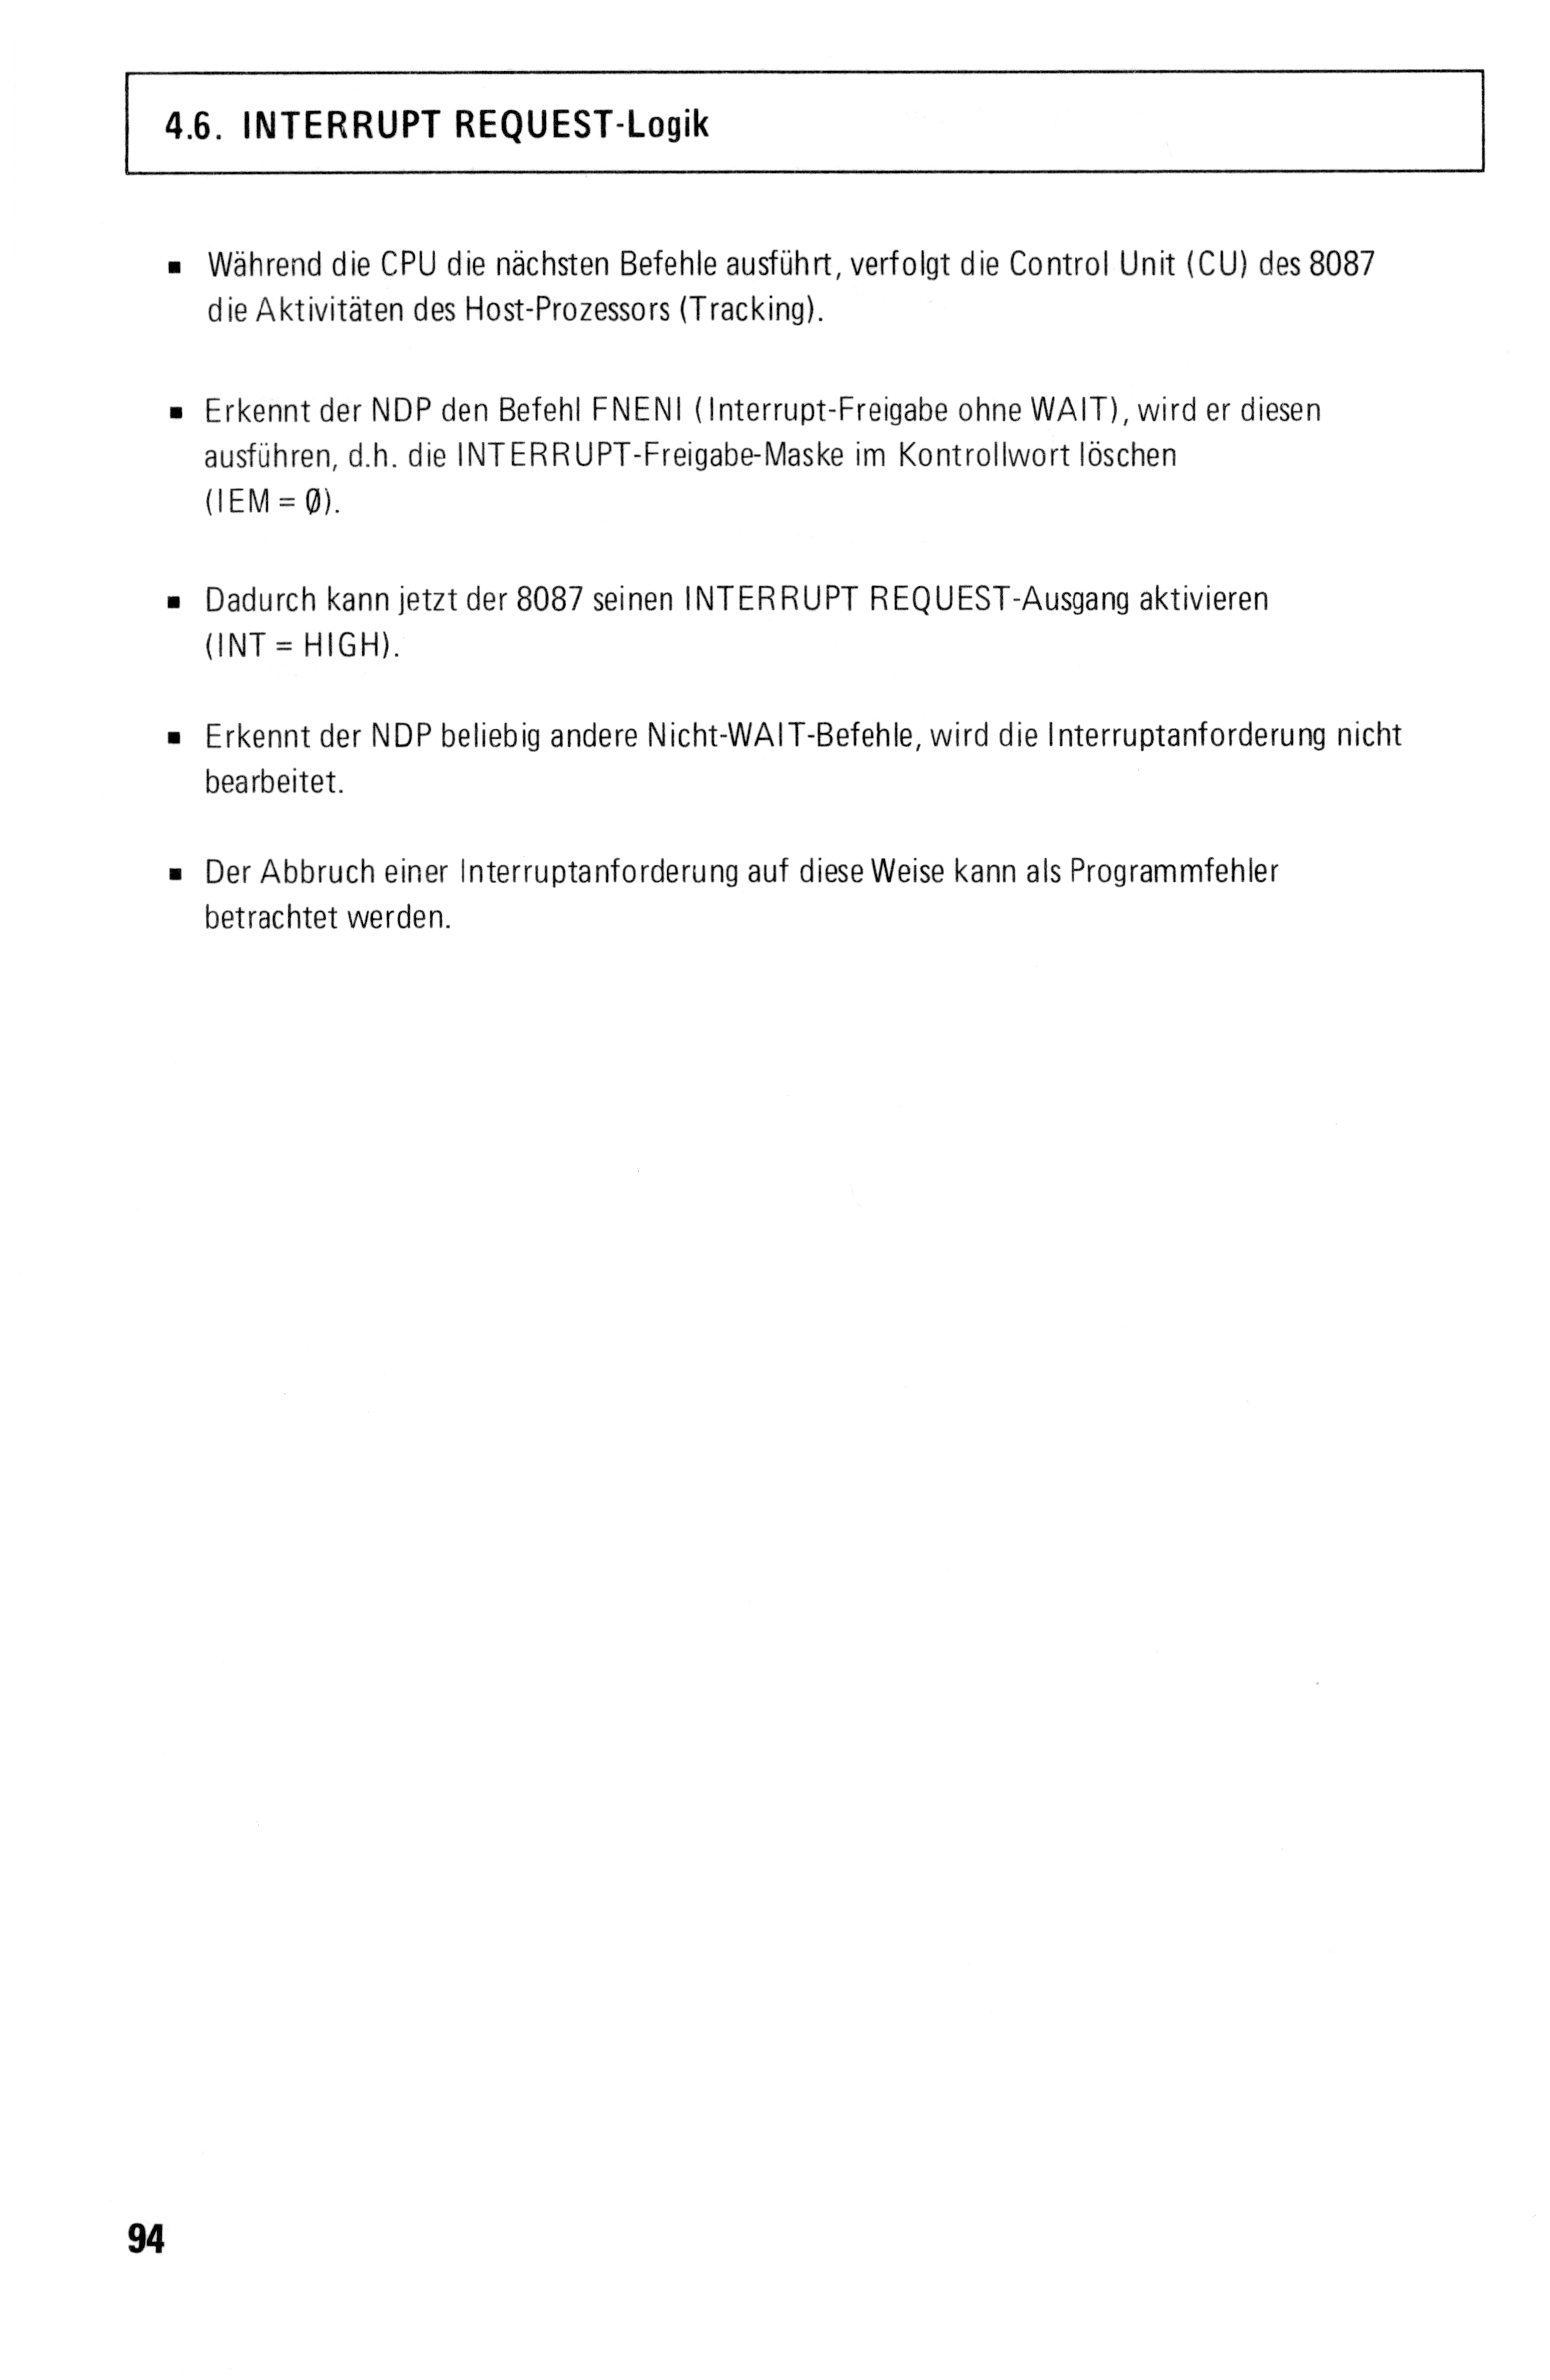 4.6. INTERRUPT REQUEST-Logik
▪ Während die CPU die nächsten Befehle ausführt, verfolgt die Control Unit (CU) des 8087
die Aktivitäten des Host-Prozessors (Tracking).
▪ Erkennt der NDP den Befehl FNENI (Interrupt-Freigabe ohne WAIT), wird er diesen
ausführen, d.h. die INTERRUPT-Freigabe-Maske im Kontrollwort löschen
(IEM = Ø).
▪ Dadurch kann jetzt der 8087 seinen INTERRUPT REQUEST-Ausgang aktivieren
(INT = HIGH).
▪ Erkennt der NDP beliebig andere Nicht-WAIT-Befehle, wird die Interruptanforderung nicht
bearbeitet.
▪ Der Abbruch einer Interruptanforderung auf diese Weise kann als Programmfehler
betrachtet werden.
94